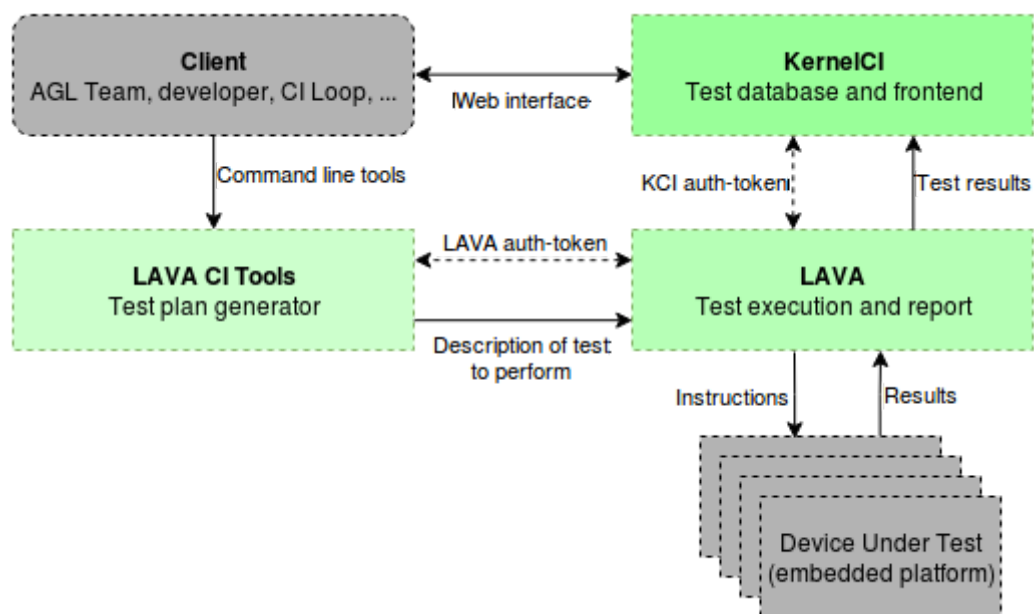 Client
AGL Team, developer, CI Loop, ...
KernelCI
Test database and frontend
Web interface
Command line tools
KCI auth-token
Test results
LAVA CI Tools
Test plan generator
LAVA auth-token
LAVA
Test execution and report
Description of test
to perform
Instructions
Results
Device Under Test
(embedded platform)